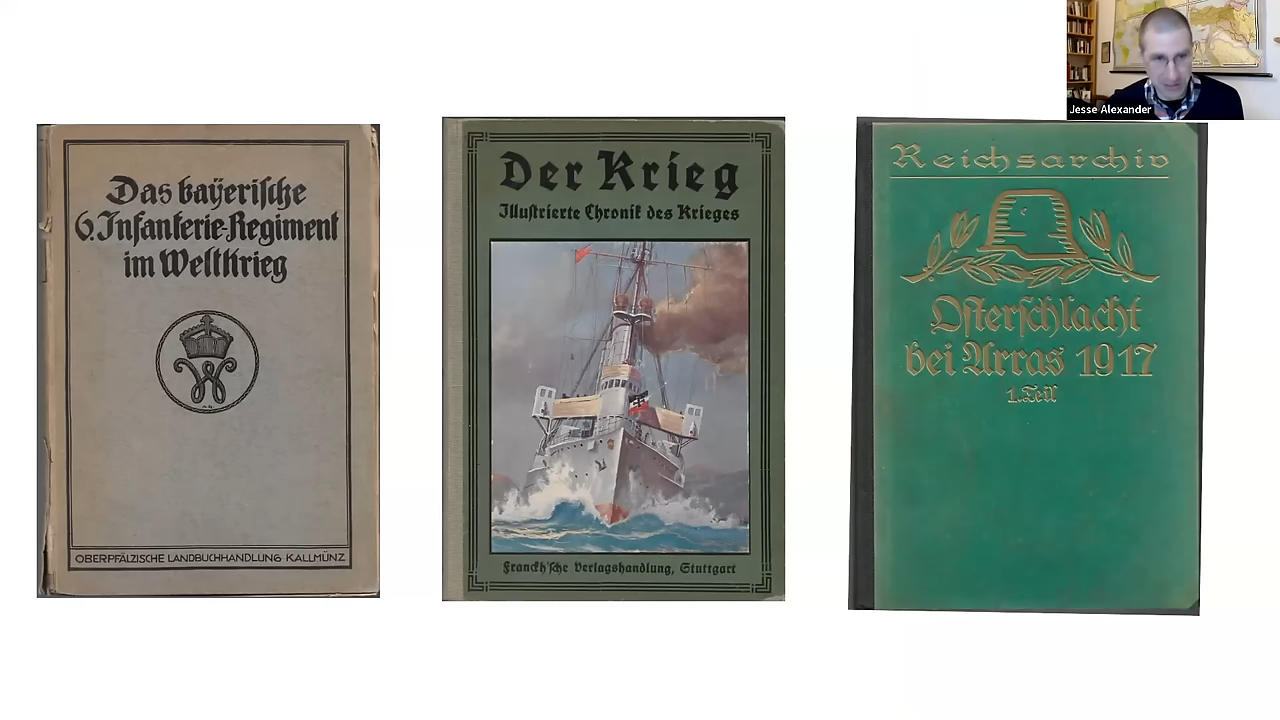 Jesse Alexander
Das bayerische
6. Infanterie-Regiment
im Weltkrieg
OBERPFÄLZISCHE LANDBUCHHANDLUNG KALLMÜNZ
Der Krieg
Illustrierte Chronik des Krieges
Franckh'sche Verlagshandlung, Stuttgart
Reichsarchiv
Osterschlacht
bei Arras 1917
1. Teil